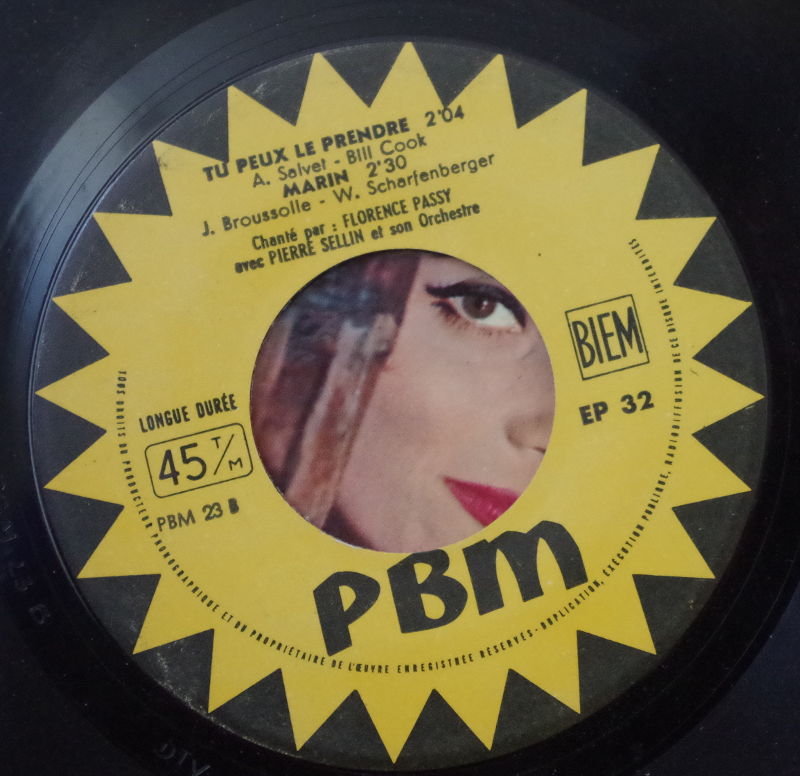 TU PEUX LE PRENDRE 2'04
A. Salvet - Bill Cook
MARIN 2'30
J. Broussolle - W. Scharfenberger
Chanté par : FLORENCE PASSY
avec PIERRE SELLIN et son Orchestre
BIEM
EP 32
LONGUE DURÉE
45 T/M
PBM 23 B
PBM
TOUS DROITS DU PRODUCTEUR PHONOGRAPHIQUE ET DU PROPRIÉTAIRE DE L'ŒUVRE ENREGISTRÉE RÉSERVÉS - DUPLICATION, EXÉCUTION PUBLIQUE, RADIODIFFUSION DE CE DISQUE INTERDITES